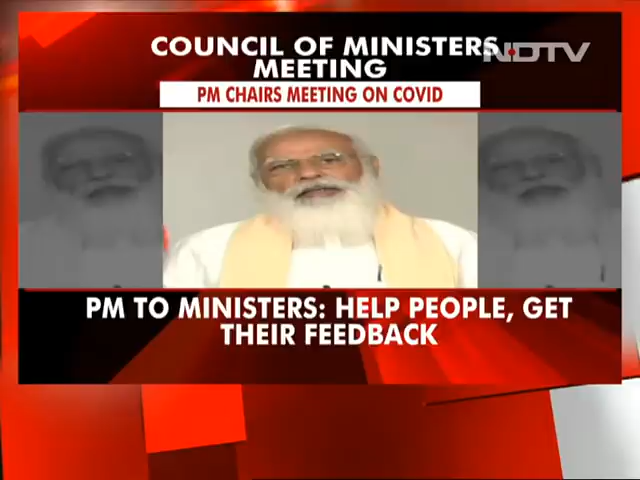 COUNCIL OF MINISTERS
NDTV
MEETING
PM CHAIRS MEETING ON COVID
PM TO MINISTERS: HELP PEOPLE, GET
THEIR FEEDBACK